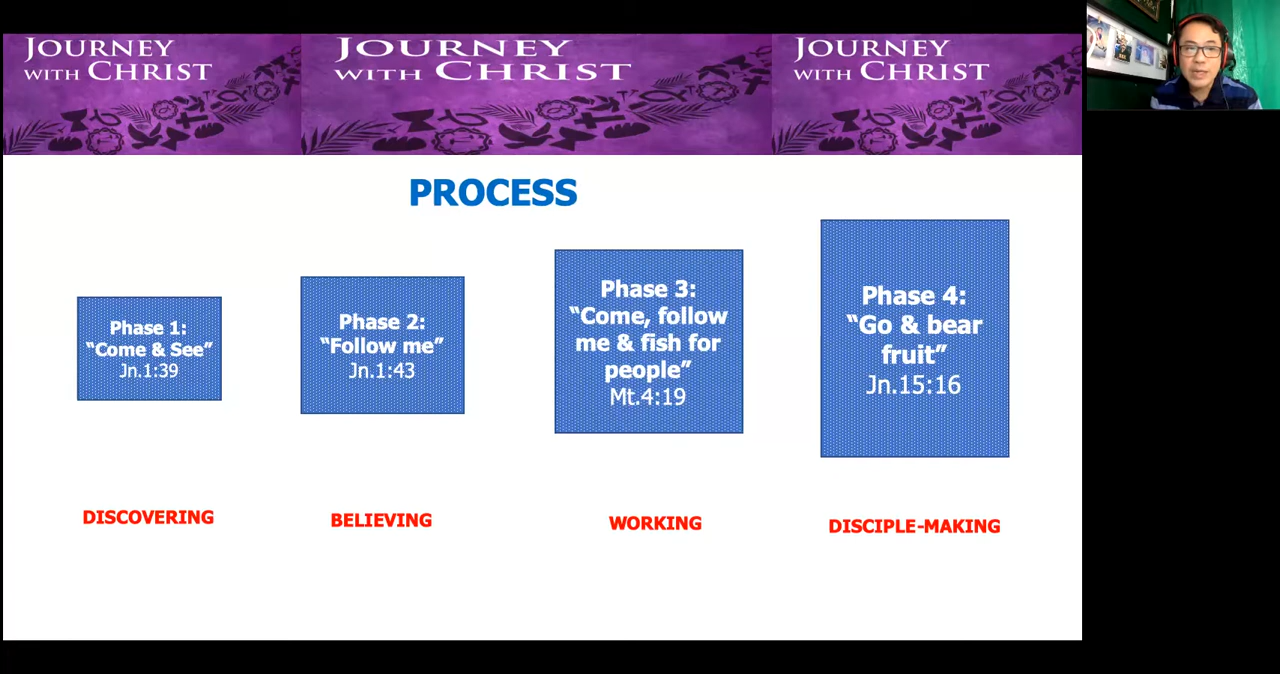 JOURNEY
WITH CHRIST
JOURNEY
WITH CHRIST
JOURNEY
WITH CHRIST
PROCESS
Phase 1:
“Come & See”
Jn.1:39
Phase 2:
“Follow me”
Jn.1:43
Phase 3:
“Come, follow
me & fish for
people”
Mt.4:19
Phase 4:
“Go & bear
fruit”
Jn.15:16
DISCOVERING
BELIEVING
WORKING
DISCIPLE-MAKING